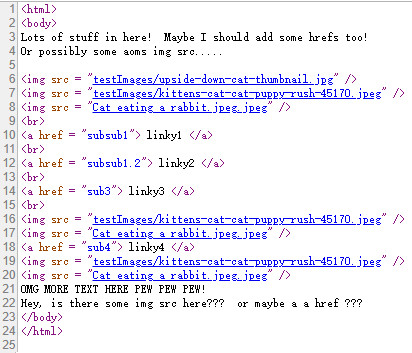 1 <html>
2 <body>
3 Lots of stuff in here!  Maybe I should add some hrefs too!
4 Or possibly some aoms img src.....
5
6 <img src = "testImages/upside-down-cat-thumbnail.jpg" />
7 <img src = "testImages/kittens-cat-cat-puppy-rush-45170.jpeg" />
8 <img src = "Cat eating a rabbit.jpeg.jpeg" />
9 <br>
10 <a href = "subsub1"> linky1 </a>
11 <br>
12 <a href = "subsub1.2"> linky2 </a>
13 <br>
14 <a href = "sub3"> linky3 </a>
15 <br>
16 <img src = "testImages/kittens-cat-cat-puppy-rush-45170.jpeg" />
17 <img src = "Cat eating a rabbit.jpeg.jpeg" />
18 <a href = "sub4"> linky4 </a>
19 <img src = "testImages/kittens-cat-cat-puppy-rush-45170.jpeg" />
20 <img src = "Cat eating a rabbit.jpeg.jpeg" />
21 OMG MORE TEXT HERE PEW PEW PEW!
22 Hey, is there some img src here???  or maybe a a href ???
23 </body>
24 </html>
25